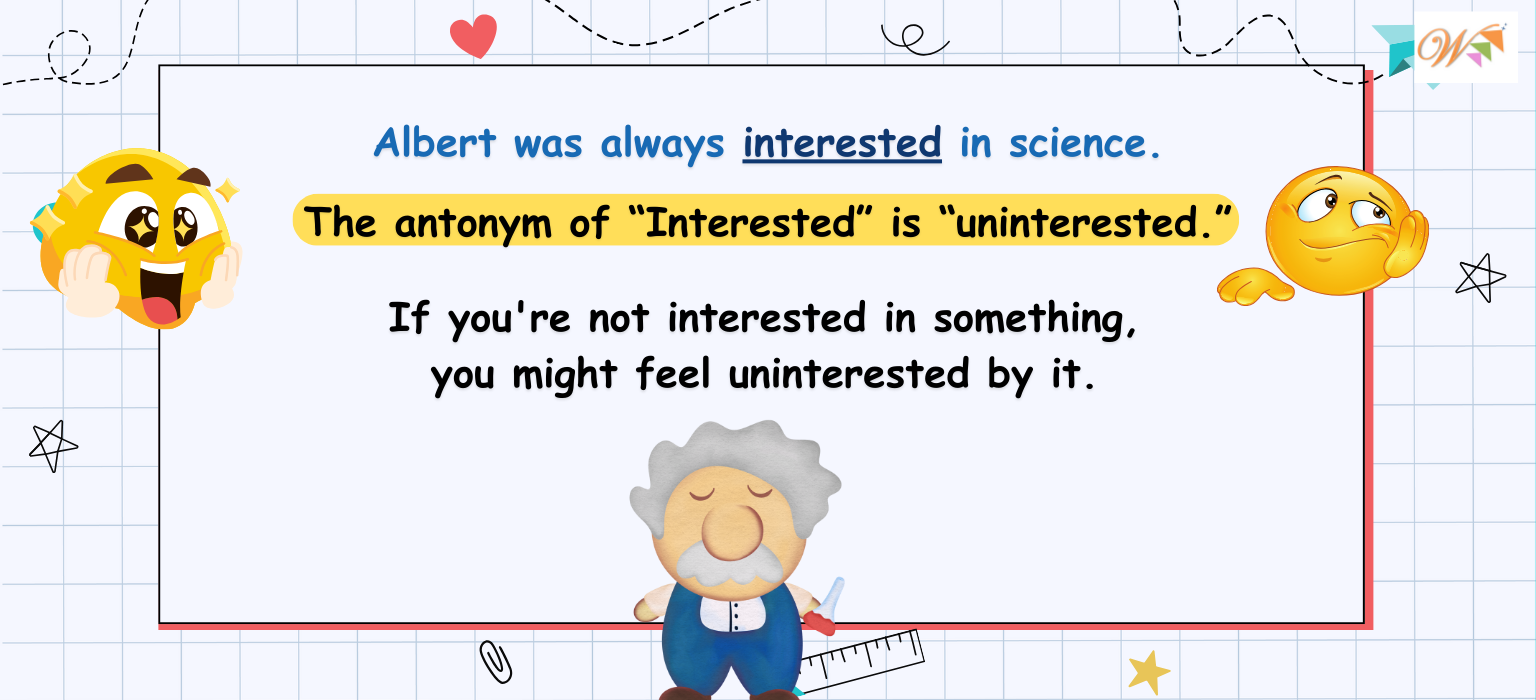 W
Albert was always interested in science.
The antonym of “Interested” is “uninterested.”
If you're not interested in something,
you might feel uninterested by it.